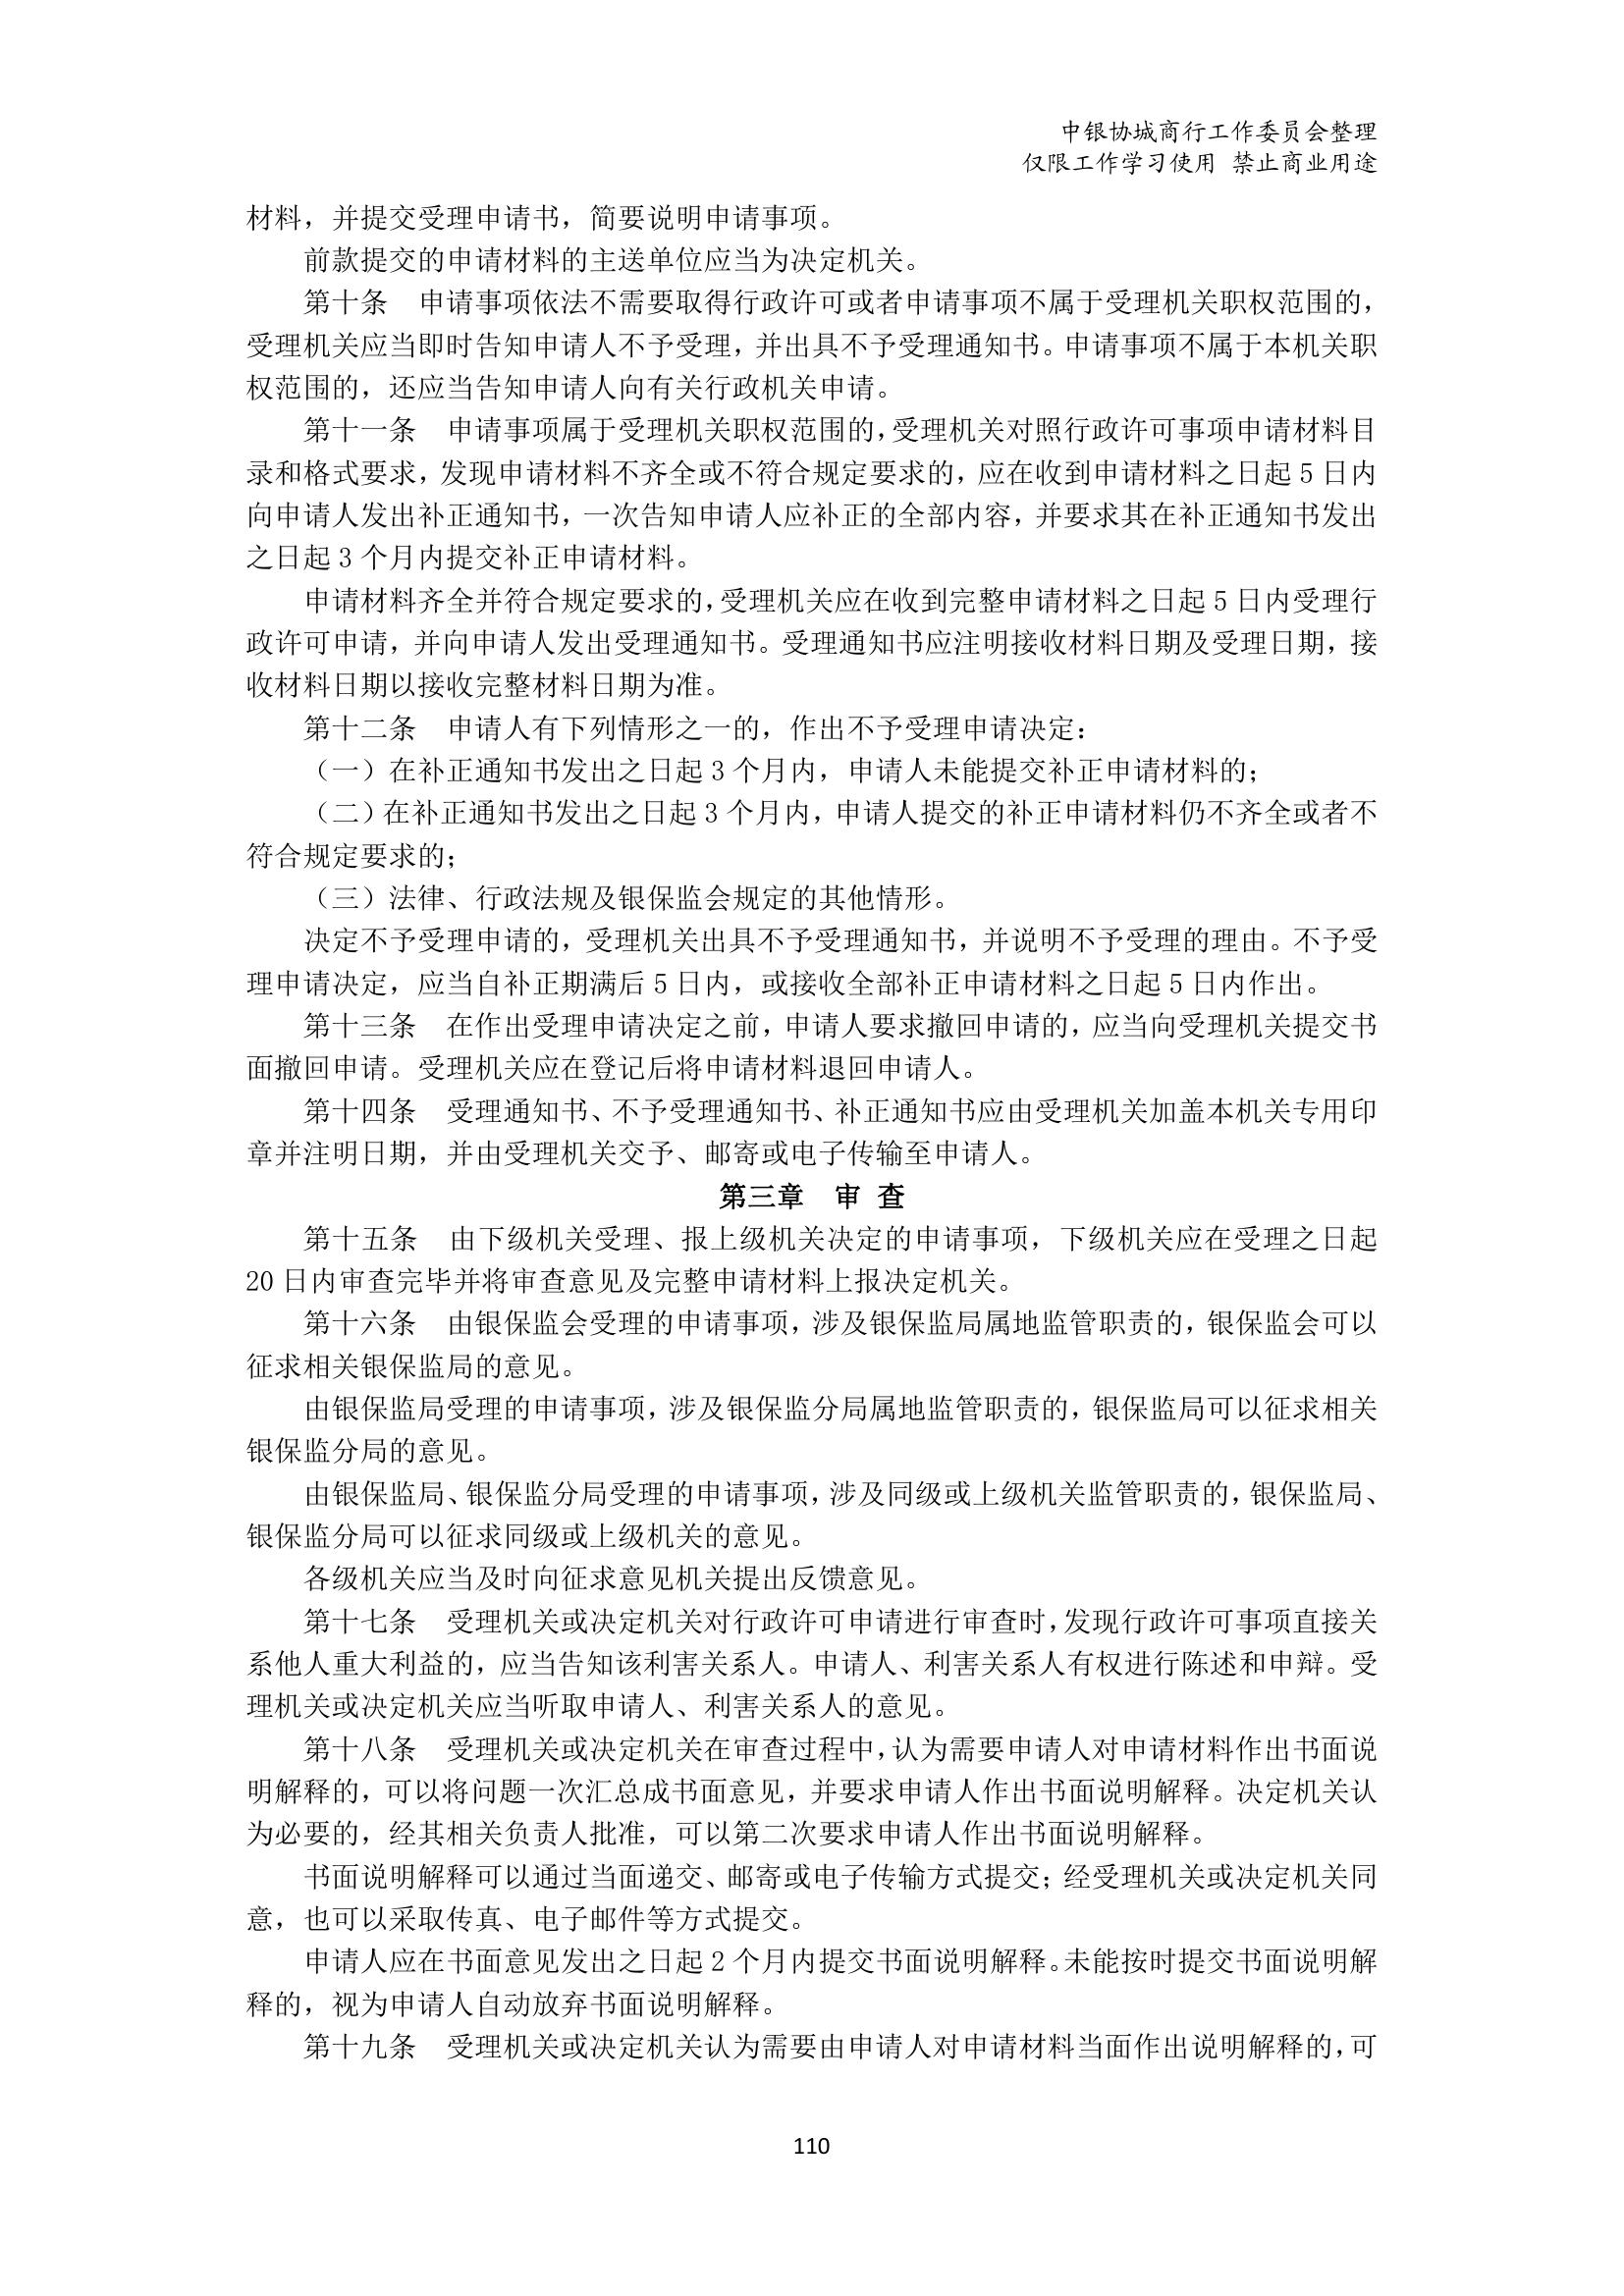 中银协城商行工作委员会整理
仅限工作学习使用 禁止商业用途
材料，并提交受理申请书，简要说明申请事项。
前款提交的申请材料的主送单位应当为决定机关。
第十条　申请事项依法不需要取得行政许可或者申请事项不属于受理机关职权范围的，
受理机关应当即时告知申请人不予受理，并出具不予受理通知书。申请事项不属于本机关职
权范围的，还应当告知申请人向有关行政机关申请。
第十一条　申请事项属于受理机关职权范围的，受理机关对照行政许可事项申请材料目
录和格式要求，发现申请材料不齐全或不符合规定要求的，应在收到申请材料之日起 5 日内
向申请人发出补正通知书，一次告知申请人应补正的全部内容，并要求其在补正通知书发出
之日起 3 个月内提交补正申请材料。
申请材料齐全并符合规定要求的，受理机关应在收到完整申请材料之日起 5 日内受理行
政许可申请，并向申请人发出受理通知书。受理通知书应注明接收材料日期及受理日期，接
收材料日期以接收完整材料日期为准。
第十二条　申请人有下列情形之一的，作出不予受理申请决定：
（一）在补正通知书发出之日起 3 个月内，申请人未能提交补正申请材料的；
（二）在补正通知书发出之日起 3 个月内，申请人提交的补正申请材料仍不齐全或者不
符合规定要求的；
（三）法律、行政法规及银保监会规定的其他情形。
决定不予受理申请的，受理机关出具不予受理通知书，并说明不予受理的理由。不予受
理申请决定，应当自补正期满后 5 日内，或接收全部补正申请材料之日起 5 日内作出。
第十三条　在作出受理申请决定之前，申请人要求撤回申请的，应当向受理机关提交书
面撤回申请。受理机关应在登记后将申请材料退回申请人。
第十四条　受理通知书、不予受理通知书、补正通知书应由受理机关加盖本机关专用印
章并注明日期，并由受理机关交予、邮寄或电子传输至申请人。
第三章　审 查
第十五条　由下级机关受理、报上级机关决定的申请事项，下级机关应在受理之日起
20 日内审查完毕并将审查意见及完整申请材料上报决定机关。
第十六条　由银保监会受理的申请事项，涉及银保监局属地监管职责的，银保监会可以
征求相关银保监局的意见。
由银保监局受理的申请事项，涉及银保监分局属地监管职责的，银保监局可以征求相关
银保监分局的意见。
由银保监局、银保监分局受理的申请事项，涉及同级或上级机关监管职责的，银保监局、
银保监分局可以征求同级或上级机关的意见。
各级机关应当及时向征求意见机关提出反馈意见。
第十七条　受理机关或决定机关对行政许可申请进行审查时，发现行政许可事项直接关
系他人重大利益的，应当告知该利害关系人。申请人、利害关系人有权进行陈述和申辩。受
理机关或决定机关应当听取申请人、利害关系人的意见。
第十八条　受理机关或决定机关在审查过程中，认为需要申请人对申请材料作出书面说
明解释的，可以将问题一次汇总成书面意见，并要求申请人作出书面说明解释。决定机关认
为必要的，经其相关负责人批准，可以第二次要求申请人作出书面说明解释。
书面说明解释可以通过当面递交、邮寄或电子传输方式提交；经受理机关或决定机关同
意，也可以采取传真、电子邮件等方式提交。
申请人应在书面意见发出之日起 2 个月内提交书面说明解释。未能按时提交书面说明解
释的，视为申请人自动放弃书面说明解释。
第十九条　受理机关或决定机关认为需要由申请人对申请材料当面作出说明解释的，可
110